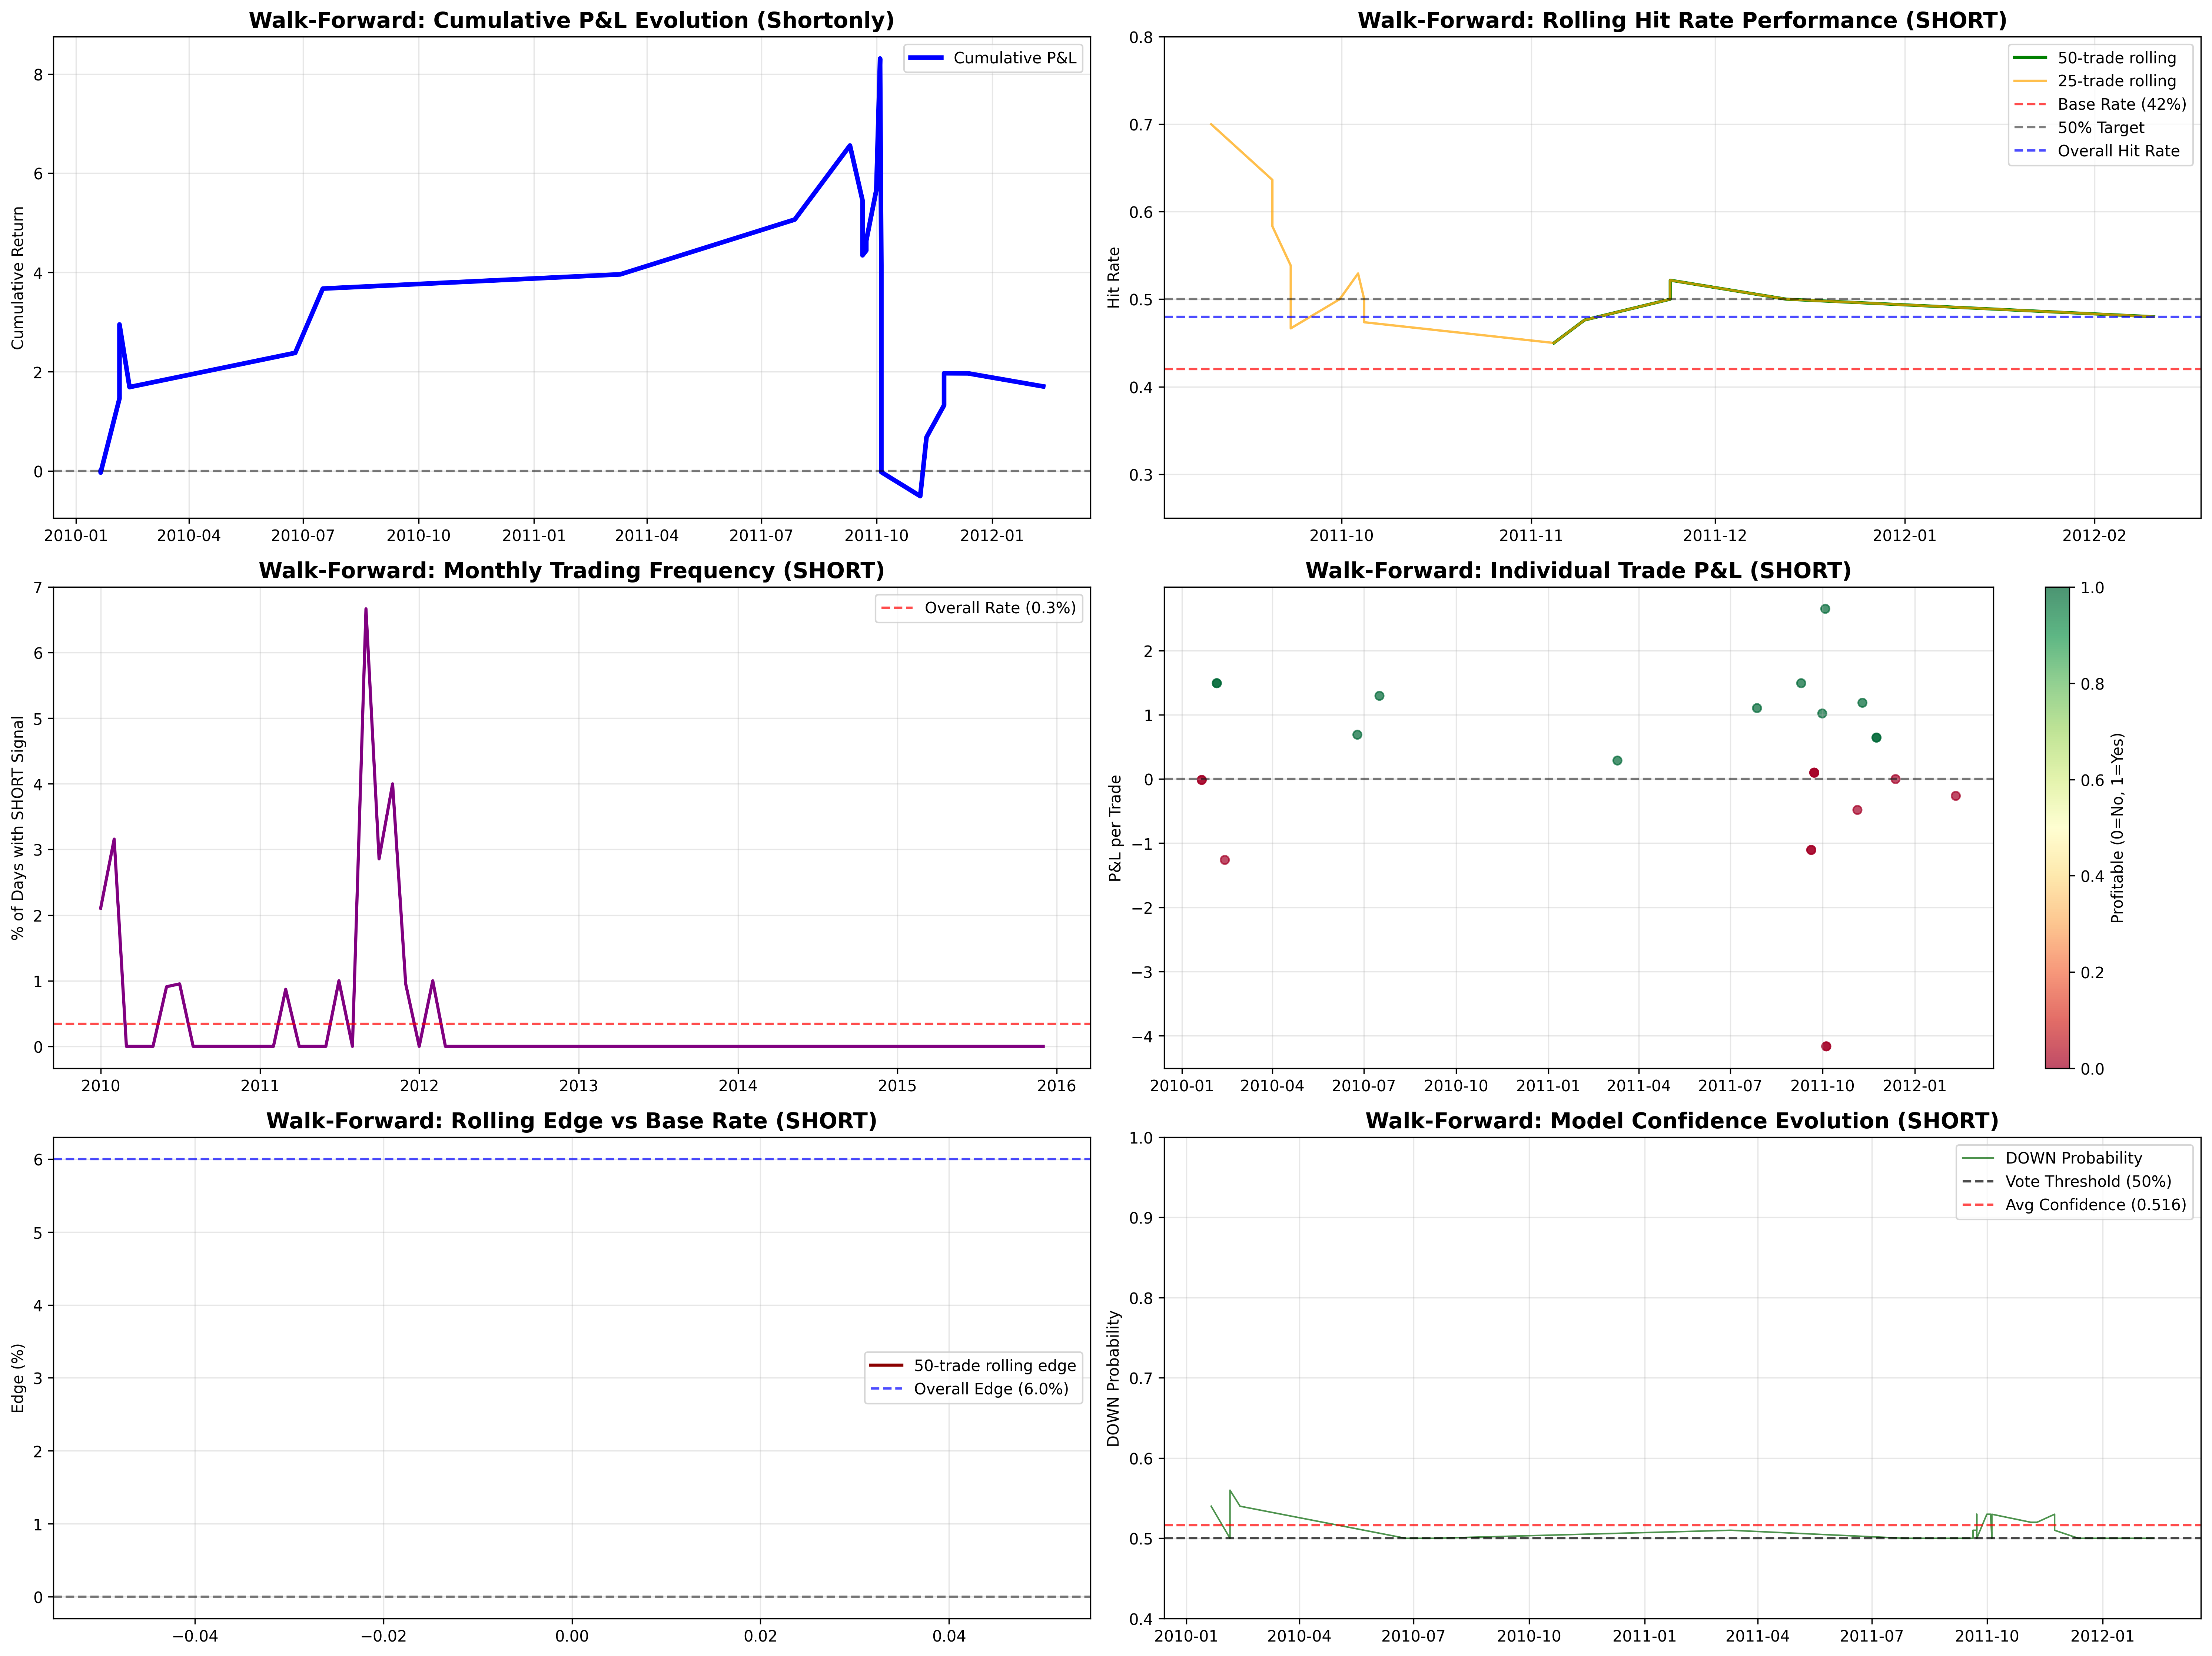 Walk-Forward: Cumulative P&L Evolution (Shortonly)
Cumulative Return
8
6
4
2
0
Cumulative P&L
2010-01 2010-04 2010-07 2010-10 2011-01 2011-04 2011-07 2011-10 2012-01
Walk-Forward: Rolling Hit Rate Performance (SHORT)
Hit Rate
0.8
0.7
0.6
0.5
0.4
0.3
50-trade rolling
25-trade rolling
Base Rate (42%)
50% Target
Overall Hit Rate
2011-10 2011-11 2011-12 2012-01 2012-02
Walk-Forward: Monthly Trading Frequency (SHORT)
% of Days with SHORT Signal
7
6
5
4
3
2
1
0
Overall Rate (0.3%)
2010 2011 2012 2013 2014 2015 2016
Walk-Forward: Individual Trade P&L (SHORT)
P&L per Trade
2
1
0
−1
−2
−3
−4
2010-01 2010-04 2010-07 2010-10 2011-01 2011-04 2011-07 2011-10 2012-01
1.0
0.8
0.6
0.4
0.2
0.0
Profitable (0=No, 1=Yes)
Walk-Forward: Rolling Edge vs Base Rate (SHORT)
Edge (%)
6
5
4
3
2
1
0
50-trade rolling edge
Overall Edge (6.0%)
−0.04 −0.02 0.00 0.02 0.04
Walk-Forward: Model Confidence Evolution (SHORT)
DOWN Probability
1.0
0.9
0.8
0.7
0.6
0.5
0.4
DOWN Probability
Vote Threshold (50%)
Avg Confidence (0.516)
2010-01 2010-04 2010-07 2010-10 2011-01 2011-04 2011-07 2011-10 2012-01